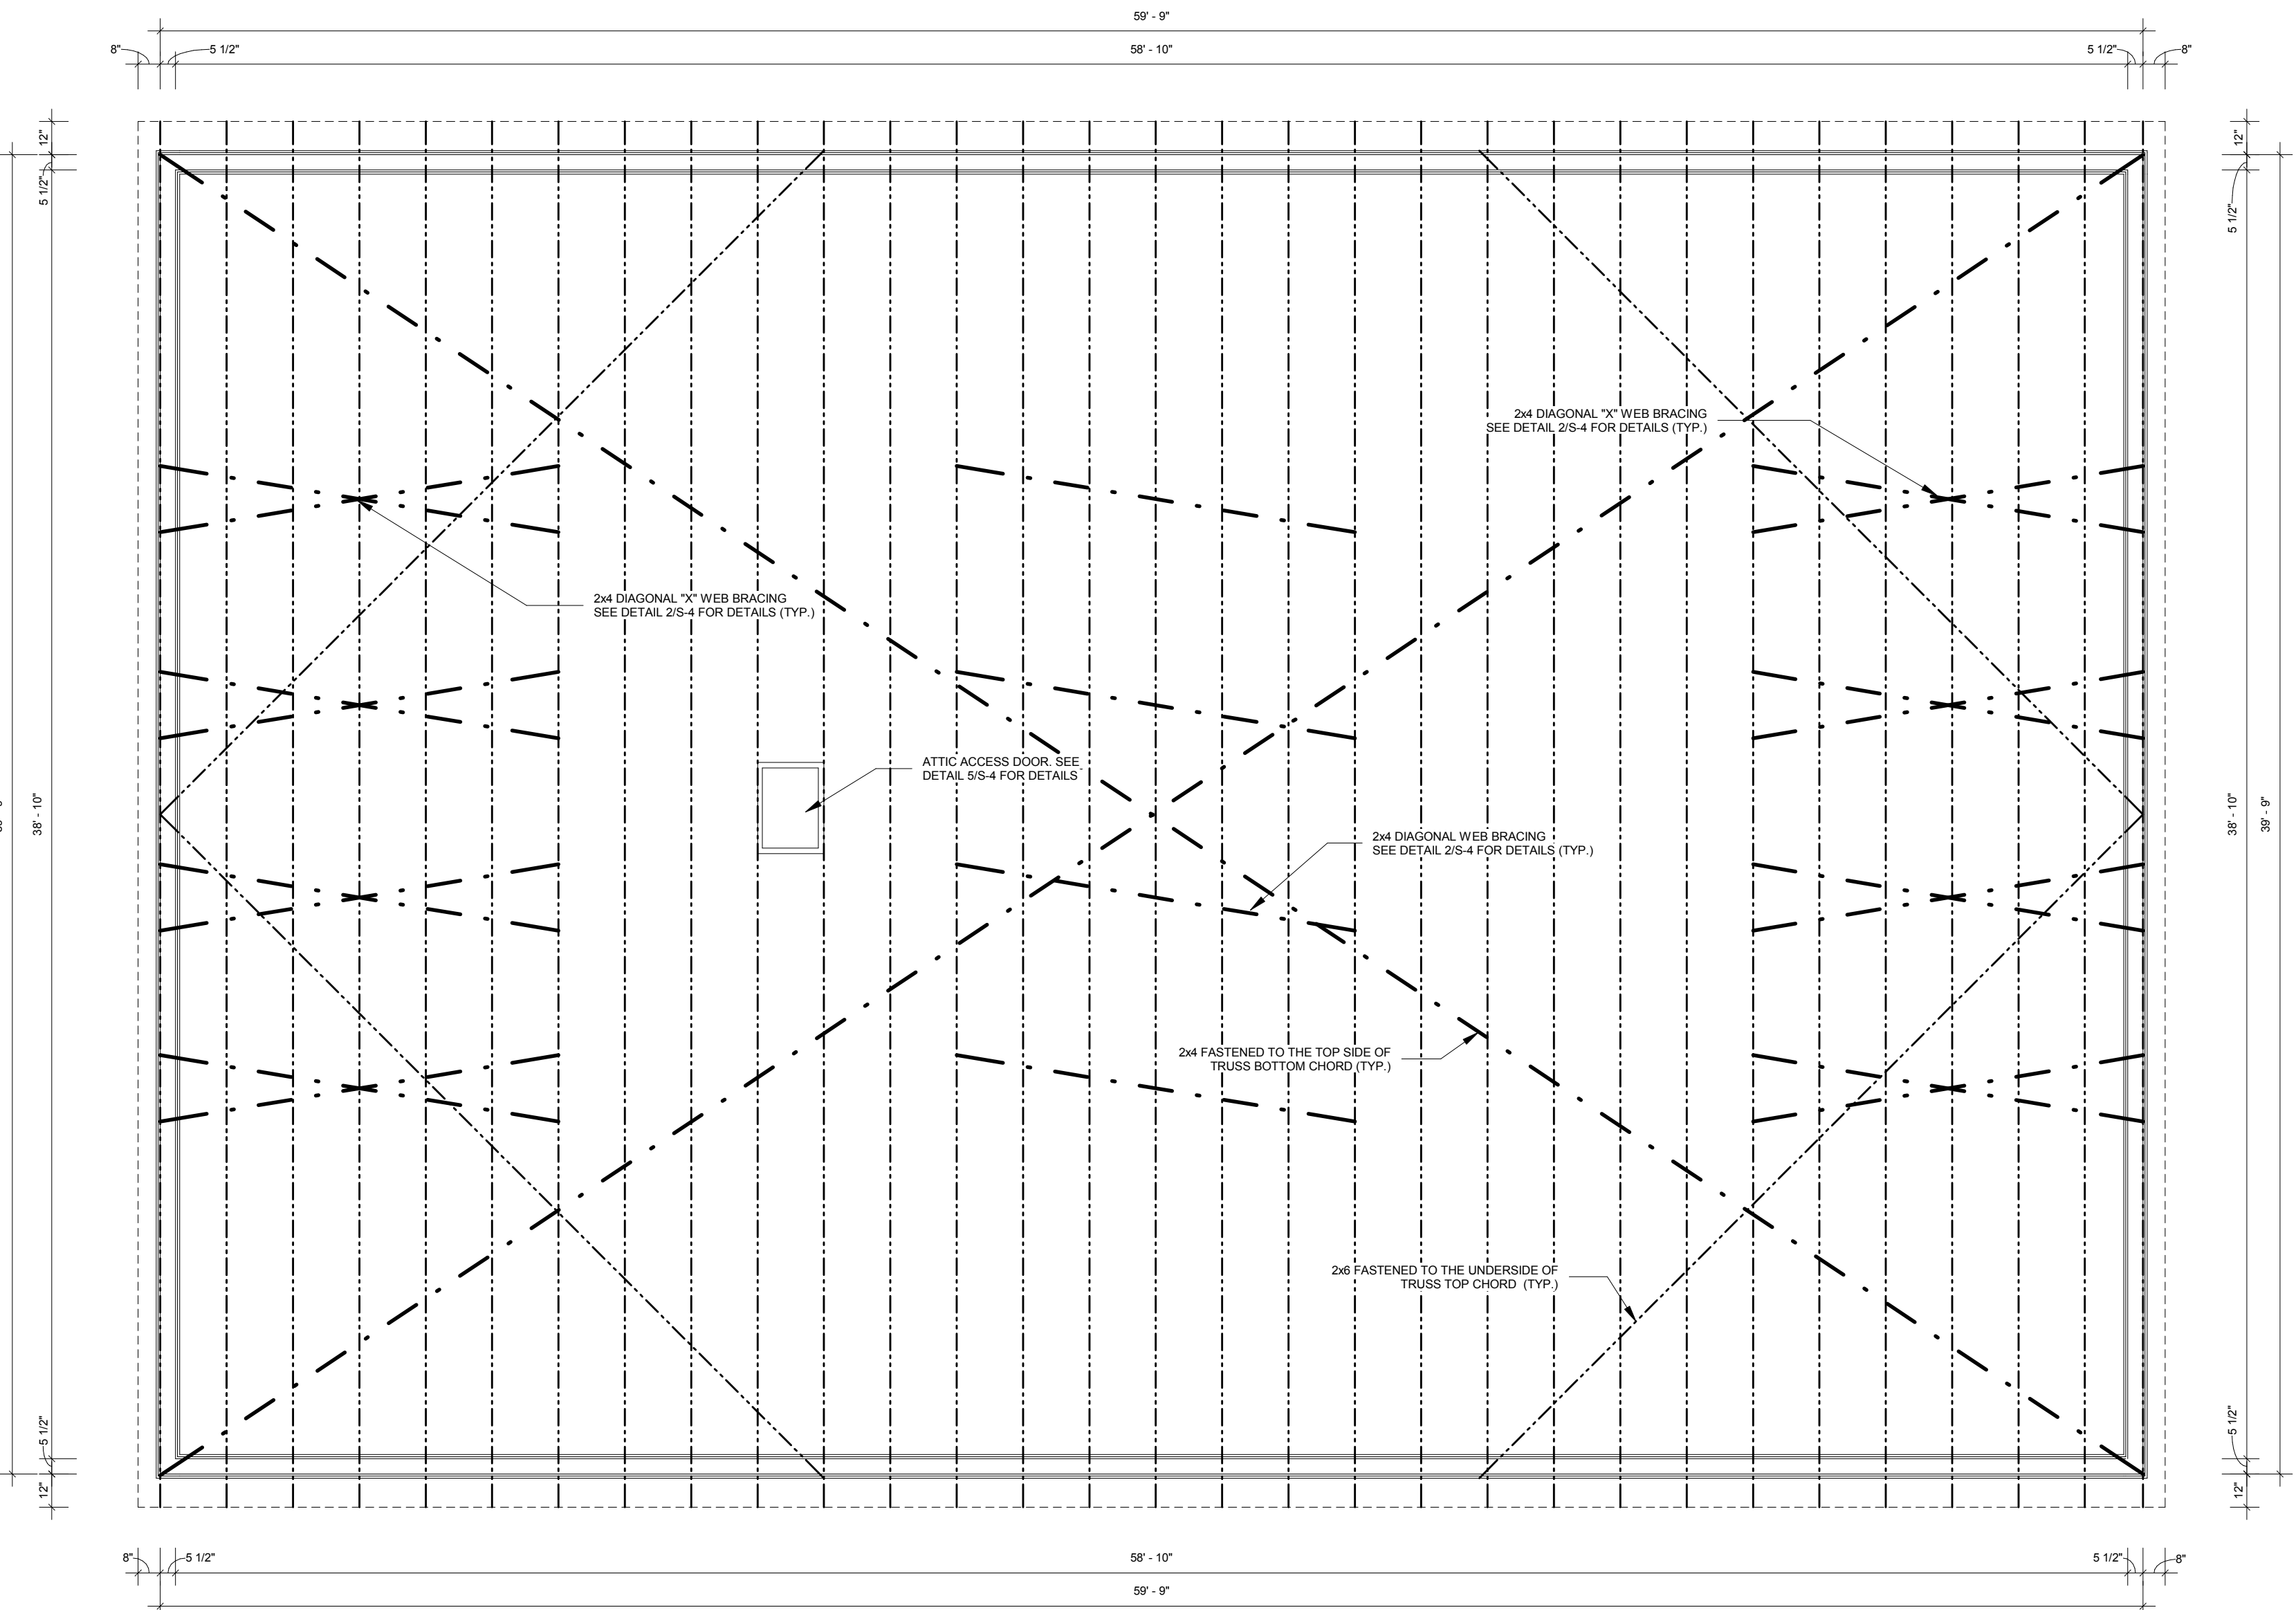 59' - 9"
8"
5 1/2"
58' - 10"
5 1/2"
8"
12"
5 1/2"
12"
5 1/2"
2x4 DIAGONAL "X" WEB BRACING
SEE DETAIL 2/S-4 FOR DETAILS (TYP.)
2x4 DIAGONAL "X" WEB BRACING
SEE DETAIL 2/S-4 FOR DETAILS (TYP.)
ATTIC ACCESS DOOR. SEE
DETAIL 5/S-4 FOR DETAILS
38' - 10"
38' - 10"
39' - 9"
2x4 DIAGONAL WEB BRACING
SEE DETAIL 2/S-4 FOR DETAILS (TYP.)
2x4 FASTENED TO THE TOP SIDE OF
TRUSS BOTTOM CHORD (TYP.)
2x6 FASTENED TO THE UNDERSIDE OF
TRUSS TOP CHORD (TYP.)
5 1/2"
12"
5 1/2"
12"
8"
5 1/2"
58' - 10"
5 1/2"
8"
59' - 9"